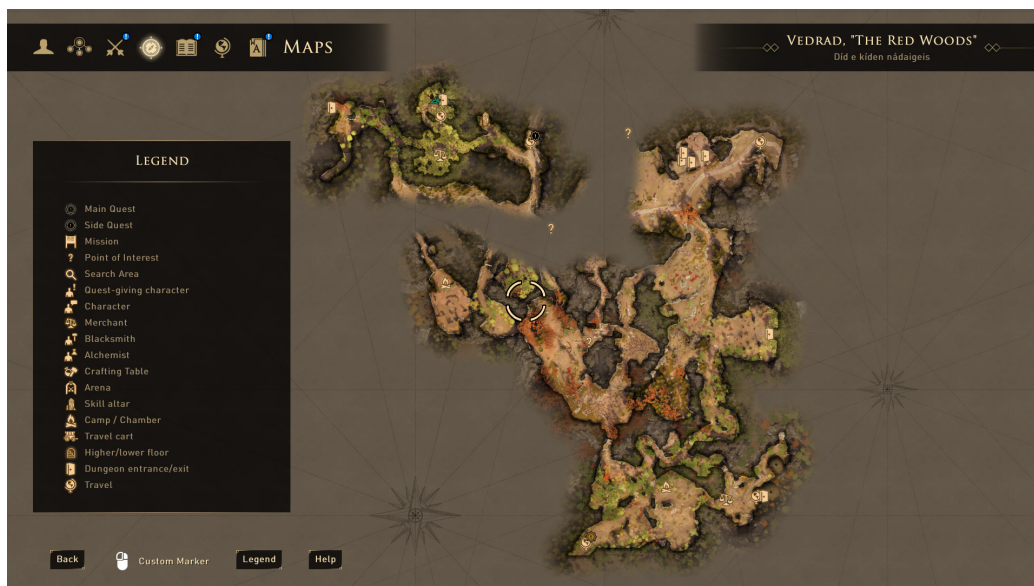 MAPS
VEDRAD, "THE RED WOODS"
Díd e kíden nádaigeis
LEGEND
Main Quest
Side Quest
Mission
? Point of Interest
Search Area
Quest-giving character
Character
Merchant
Blacksmith
Alchemist
Crafting Table
Arena
Skill altar
Camp / Chamber
Travel cart
Higher/lower floor
Dungeon entrance/exit
Travel
?
?
?
Back
Custom Marker
Legend
Help